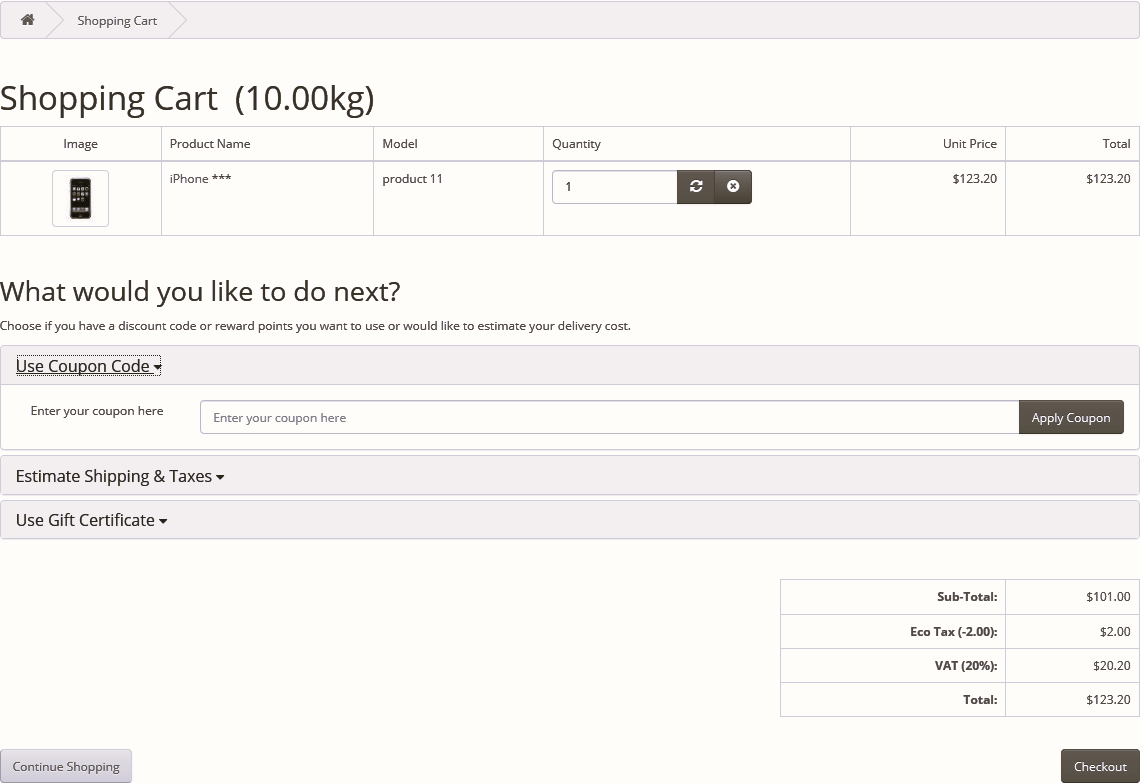 Shopping Cart
Shopping Cart (10.00kg)
Image Product Name Model Quantity Unit Price Total
iPhone *** product 11 1 $123.20 $123.20
What would you like to do next?
Choose if you have a discount code or reward points you want to use or would like to estimate your delivery cost.
Use Coupon Code
Enter your coupon here Enter your coupon here Apply Coupon
Estimate Shipping & Taxes
Use Gift Certificate
Sub-Total: $101.00
Eco Tax (-2.00): $2.00
VAT (20%): $20.20
Total: $123.20
Continue Shopping Checkout